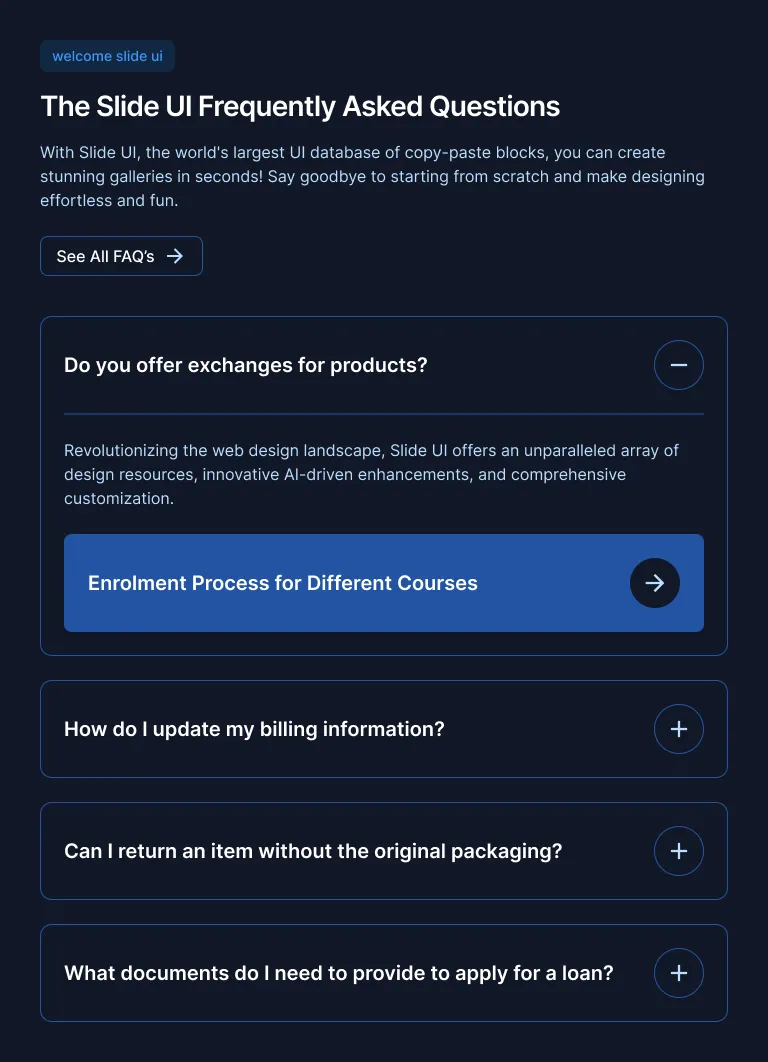 welcome slide ui
The Slide UI Frequently Asked Questions
With Slide UI, the world's largest UI database of copy-paste blocks, you can create
stunning galleries in seconds! Say goodbye to starting from scratch and make designing
effortless and fun.
See All FAQ’s
Do you offer exchanges for products?
Revolutionizing the web design landscape, Slide UI offers an unparalleled array of
design resources, innovative AI-driven enhancements, and comprehensive
customization.
Enrolment Process for Different Courses
How do I update my billing information?
Can I return an item without the original packaging?
What documents do I need to provide to apply for a loan?